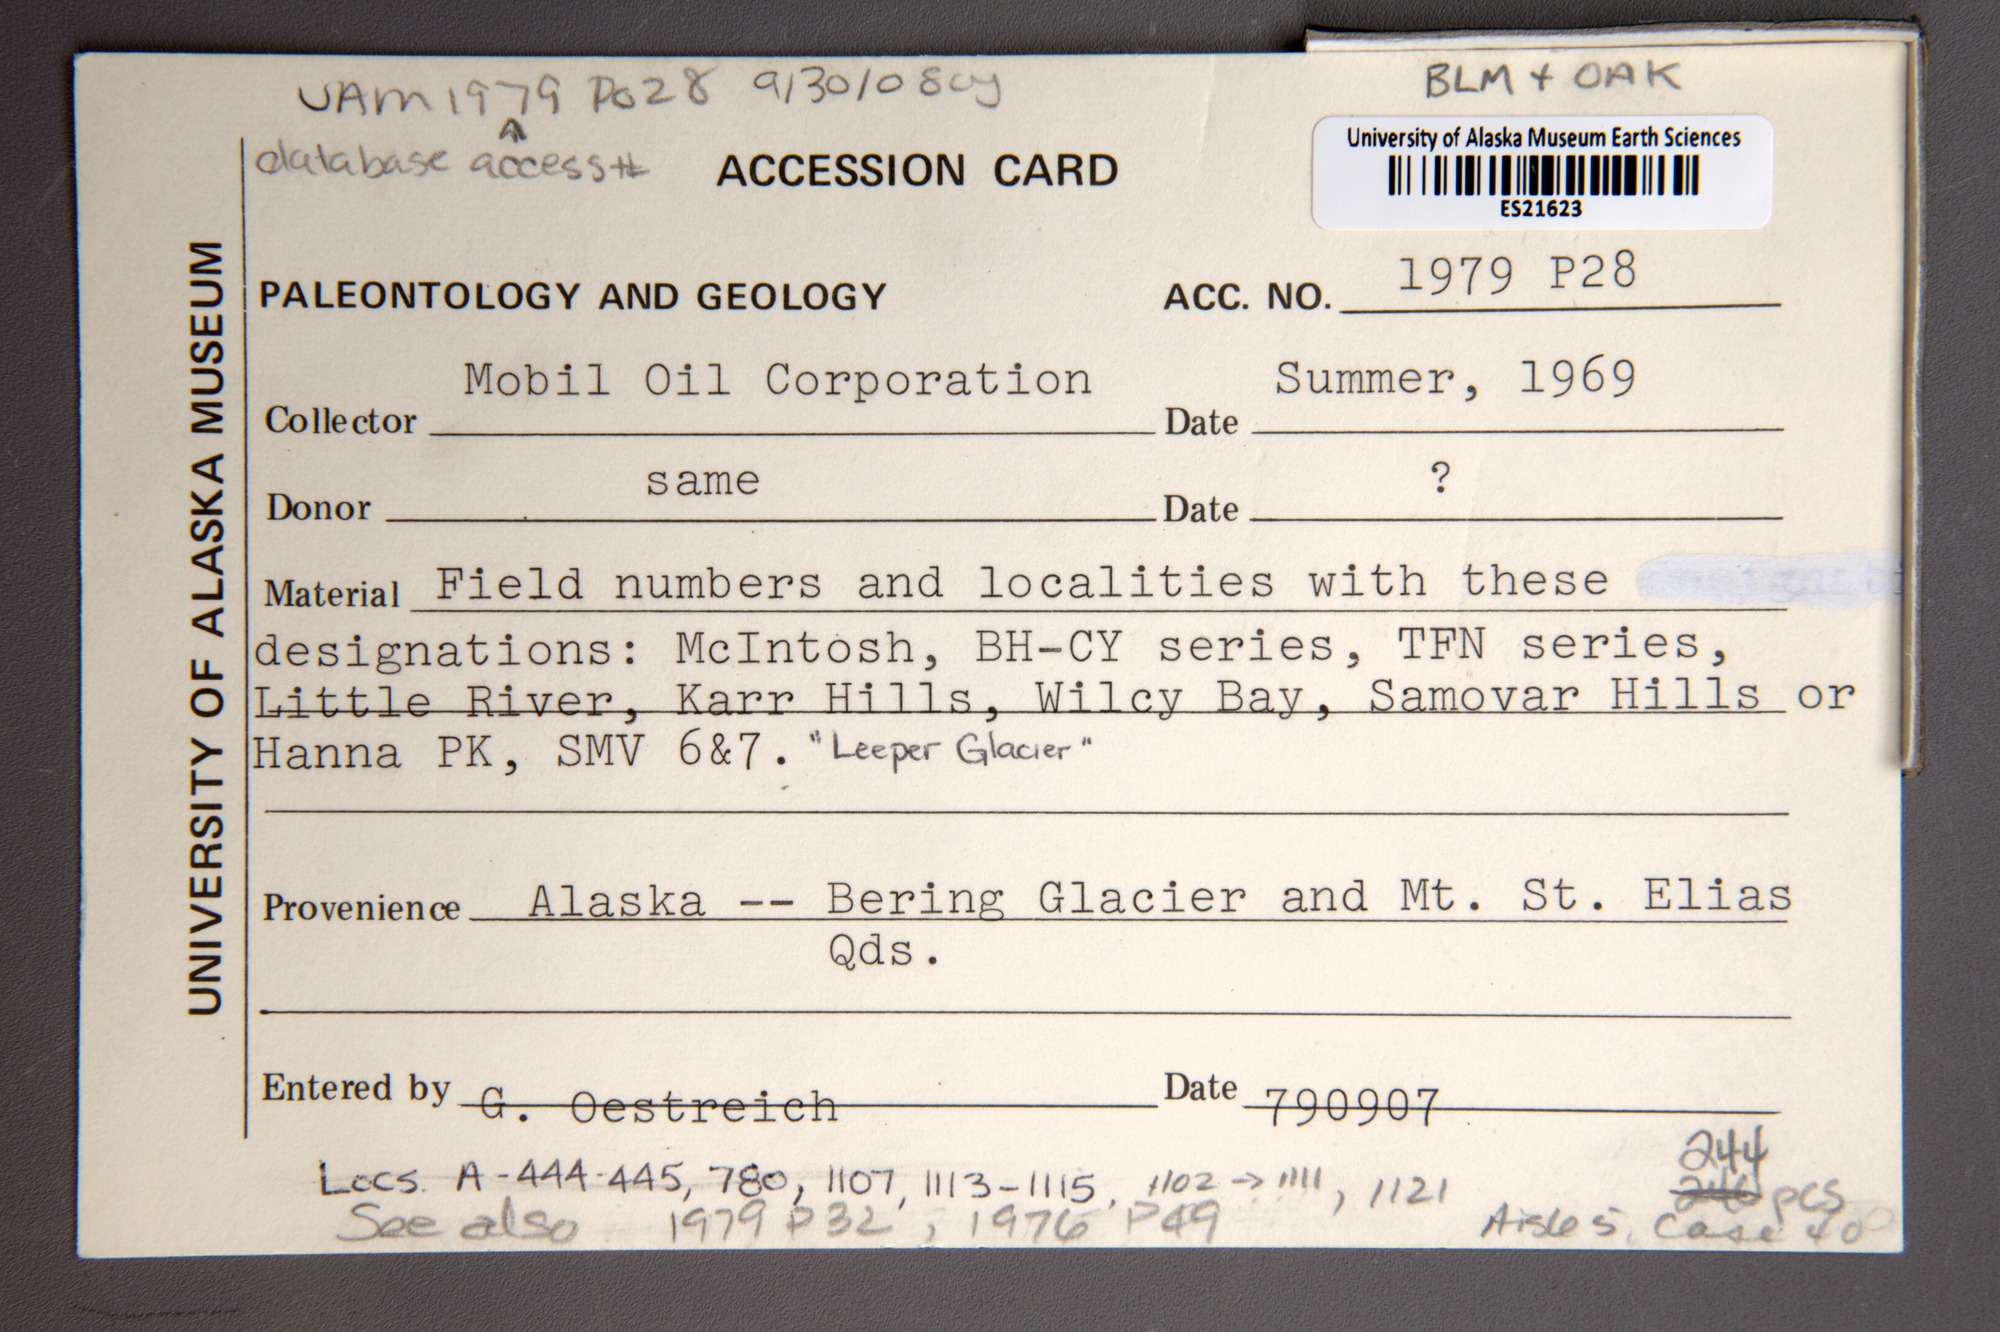 UAM 1979 P028 9/30/08 cy
BLM + OAK
database access#
ACCESSION CARD
University of Alaska Museum Earth Sciences
ES21623
UNIVERSITY OF ALASKA MUSEUM
PALEONTOLOGY AND GEOLOGY ACC. NO. 1979 P28
Collector Mobil Oil Corporation Date Summer, 1969
Donor same Date ?
Material Field numbers and localities with these
designations: McIntosh, BH-CY series, TFN series,
Little River, Karr Hills, Wilcy Bay, Samovar Hills or
Hanna PK, SMV 6&7. "Leeper Glacier"
Provenience Alaska -- Bering Glacier and Mt. St. Elias
Qds.
Entered by G. Oestreich Date 790907
244
Locs. A-444-445, 780, 1107, 1113-1115, 1102→1111, 1121
246 pcs
See also 1979 P32, 1976 P49
Aisle 5, Case 40